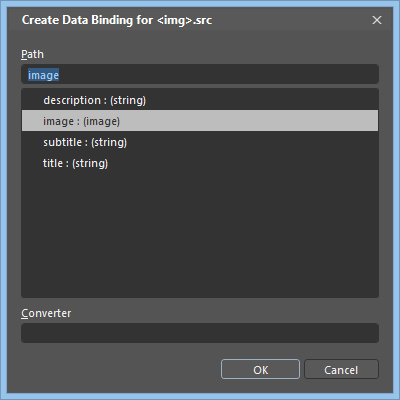 Create Data Binding for <img>.src
Path
image
description : (string)
image : (image)
subtitle : (string)
title : (string)
Converter
OK Cancel